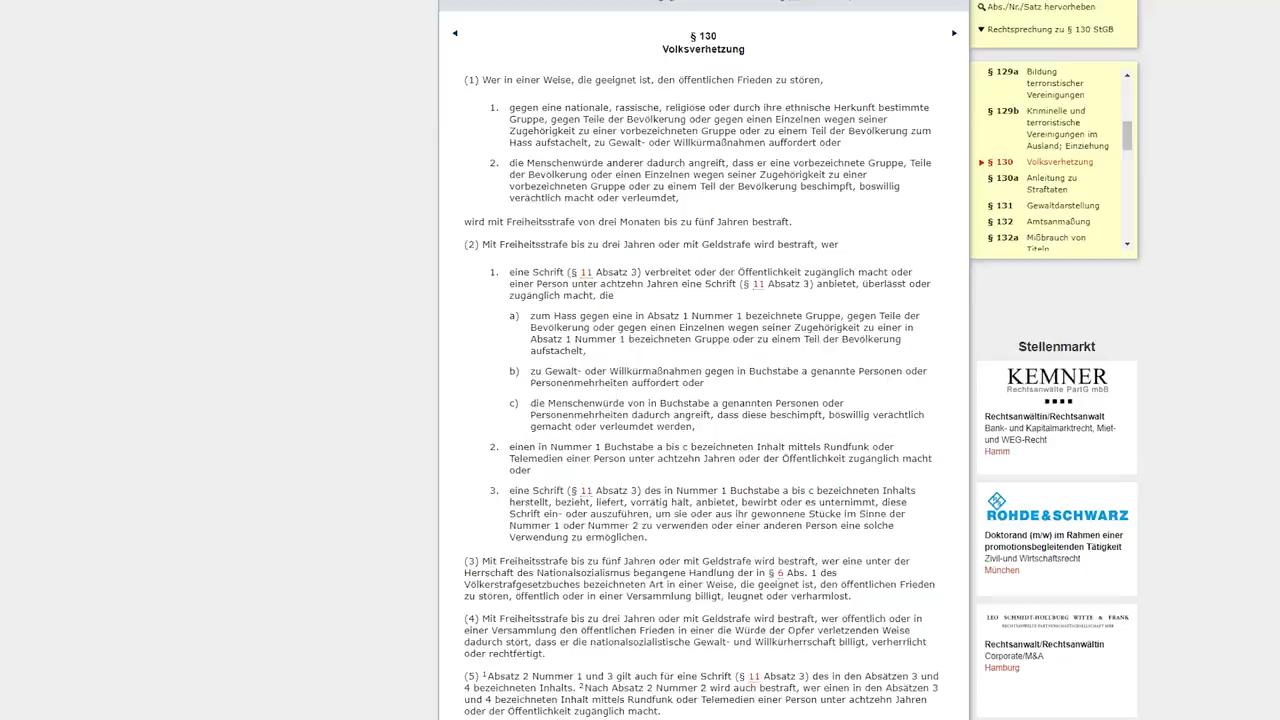 § 130
Volksverhetzung
(1) Wer in einer Weise, die geeignet ist, den öffentlichen Frieden zu stören,
1. gegen eine nationale, rassische, religiöse oder durch ihre ethnische Herkunft bestimmte
Gruppe, gegen Teile der Bevölkerung oder gegen einen Einzelnen wegen seiner
Zugehörigkeit zu einer vorbezeichneten Gruppe oder zu einem Teil der Bevölkerung zum
Hass aufstachelt, zu Gewalt- oder Willkürmaßnahmen auffordert oder
2. die Menschenwürde anderer dadurch angreift, dass er eine vorbezeichnete Gruppe, Teile
der Bevölkerung oder einen Einzelnen wegen seiner Zugehörigkeit zu einer
vorbezeichneten Gruppe oder zu einem Teil der Bevölkerung beschimpft, böswillig
verächtlich macht oder verleumdet,
wird mit Freiheitsstrafe von drei Monaten bis zu fünf Jahren bestraft.
(2) Mit Freiheitsstrafe bis zu drei Jahren oder mit Geldstrafe wird bestraft, wer
1. eine Schrift (§ 11 Absatz 3) verbreitet oder der Öffentlichkeit zugänglich macht oder
einer Person unter achtzehn Jahren eine Schrift (§ 11 Absatz 3) anbietet, überlässt oder
zugänglich macht, die
a) zum Hass gegen eine in Absatz 1 Nummer 1 bezeichnete Gruppe, gegen Teile der
Bevölkerung oder gegen einen Einzelnen wegen seiner Zugehörigkeit zu einer in
Absatz 1 Nummer 1 bezeichneten Gruppe oder zu einem Teil der Bevölkerung
aufstachelt,
b) zu Gewalt- oder Willkürmaßnahmen gegen in Buchstabe a genannte Personen oder
Personenmehrheiten auffordert oder
c) die Menschenwürde von in Buchstabe a genannten Personen oder
Personenmehrheiten dadurch angreift, dass diese beschimpft, böswillig verächtlich
gemacht oder verleumdet werden,
2. einen in Nummer 1 Buchstabe a bis c bezeichneten Inhalt mittels Rundfunk oder
Telemedien einer Person unter achtzehn Jahren oder der Öffentlichkeit zugänglich macht
oder
3. eine Schrift (§ 11 Absatz 3) des in Nummer 1 Buchstabe a bis c bezeichneten Inhalts
herstellt, bezieht, liefert, vorrätig hält, anbietet, bewirbt oder es unternimmt, diese
Schrift ein- oder auszuführen, um sie oder aus ihr gewonnene Stücke im Sinne der
Nummer 1 oder Nummer 2 zu verwenden oder einer anderen Person eine solche
Verwendung zu ermöglichen.
(3) Mit Freiheitsstrafe bis zu fünf Jahren oder mit Geldstrafe wird bestraft, wer eine unter der
Herrschaft des Nationalsozialismus begangene Handlung der in § 6 Abs. 1 des
Völkerstrafgesetzbuches bezeichneten Art in einer Weise, die geeignet ist, den öffentlichen Frieden
zu stören, öffentlich oder in einer Versammlung billigt, leugnet oder verharmlost.
(4) Mit Freiheitsstrafe bis zu drei Jahren oder mit Geldstrafe wird bestraft, wer öffentlich oder in
einer Versammlung den öffentlichen Frieden in einer die Würde der Opfer verletzenden Weise
dadurch stört, dass er die nationalsozialistische Gewalt- und Willkürherrschaft billigt, verherrlicht
oder rechtfertigt.
(5) 1Absatz 2 Nummer 1 und 3 gilt auch für eine Schrift (§ 11 Absatz 3) des in den Absätzen 3 und
4 bezeichneten Inhalts. 2Nach Absatz 2 Nummer 2 wird auch bestraft, wer einen in den Absätzen 3
und 4 bezeichneten Inhalt mittels Rundfunk oder Telemedien einer Person unter achtzehn Jahren
oder der Öffentlichkeit zugänglich macht.
Abs./Nr./Satz hervorheben
Rechtsprechung zu § 130 StGB
§ 129a Bildung
terroristischer
Vereinigungen
§ 129b Kriminelle und
terroristische
Vereinigungen im
Ausland; Einziehung
§ 130 Volksverhetzung
§ 130a Anleitung zu
Straftaten
§ 131 Gewaltdarstellung
§ 132 Amtsanmaßung
§ 132a Mißbrauch von
Titeln,
Stellenmarkt
KEMNER
Rechtsanwälte PartG mbB
Rechtsanwältin/Rechtsanwalt
Bank- und Kapitalmarktrecht, Miet-
und WEG-Recht
Hamm
ROHDE & SCHWARZ
Doktorand (m/w) im Rahmen einer
promotionsbegleitenden Tätigkeit
Zivil-und Wirtschaftsrecht
München
LEO SCHMIDT-HOLLBURG WITTE & FRANK
RECHTSANWÄLTE PARTNERSCHAFTSGESELLSCHAFT MBB
Rechtsanwalt/Rechtsanwältin
Corporate/M&A
Hamburg